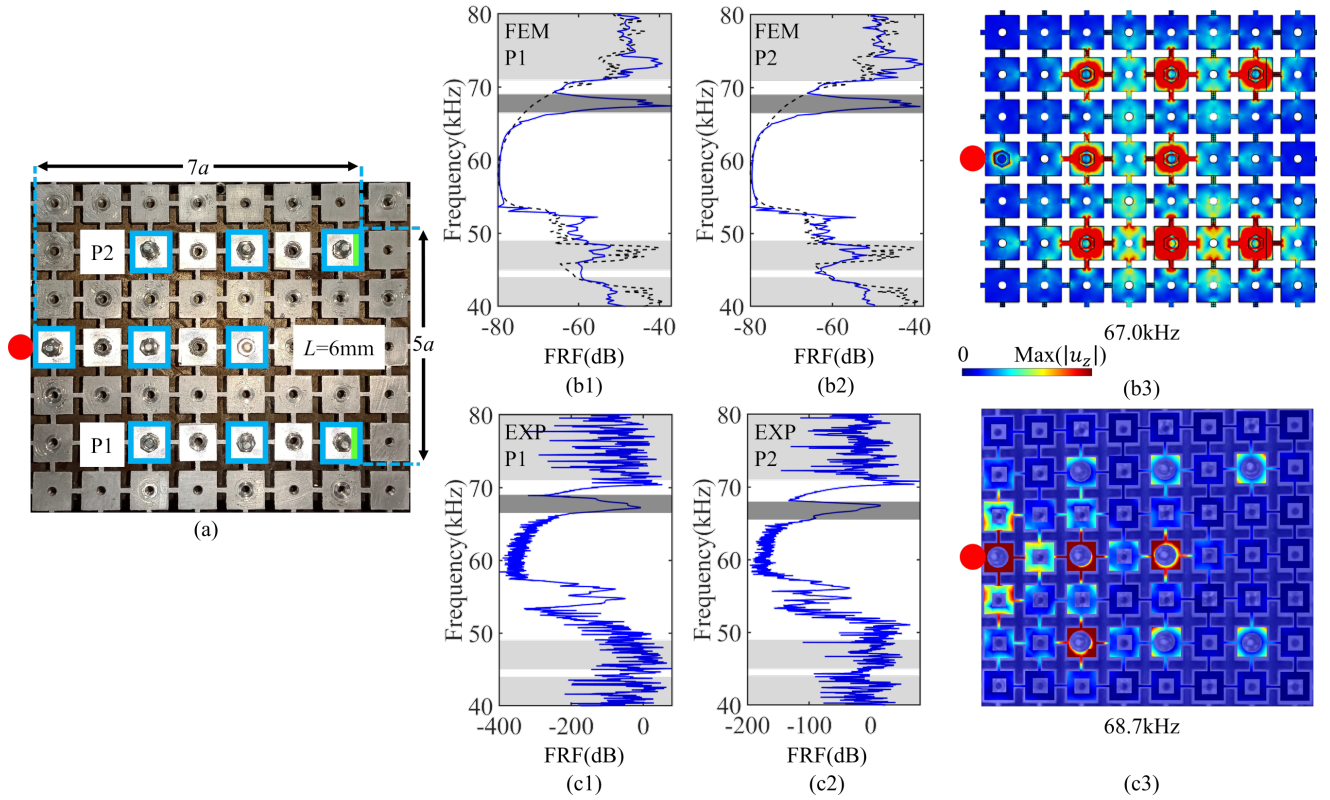 7a
P2
L=6mm
5a
P1
(a)
80
70
60
50
40
Frequency(kHz)
FEM
P1
-80
-60
-40
FRF(dB)
(b1)
80
70
60
50
40
Frequency(kHz)
FEM
P2
-80
-60
-40
FRF(dB)
(b2)
67.0kHz
0
Max(|u_z|)
(b3)
80
70
60
50
40
Frequency(kHz)
EXP
P1
-400
-200
0
FRF(dB)
(c1)
80
70
60
50
40
Frequency(kHz)
EXP
P2
-200
-100
0
FRF(dB)
(c2)
68.7kHz
(c3)